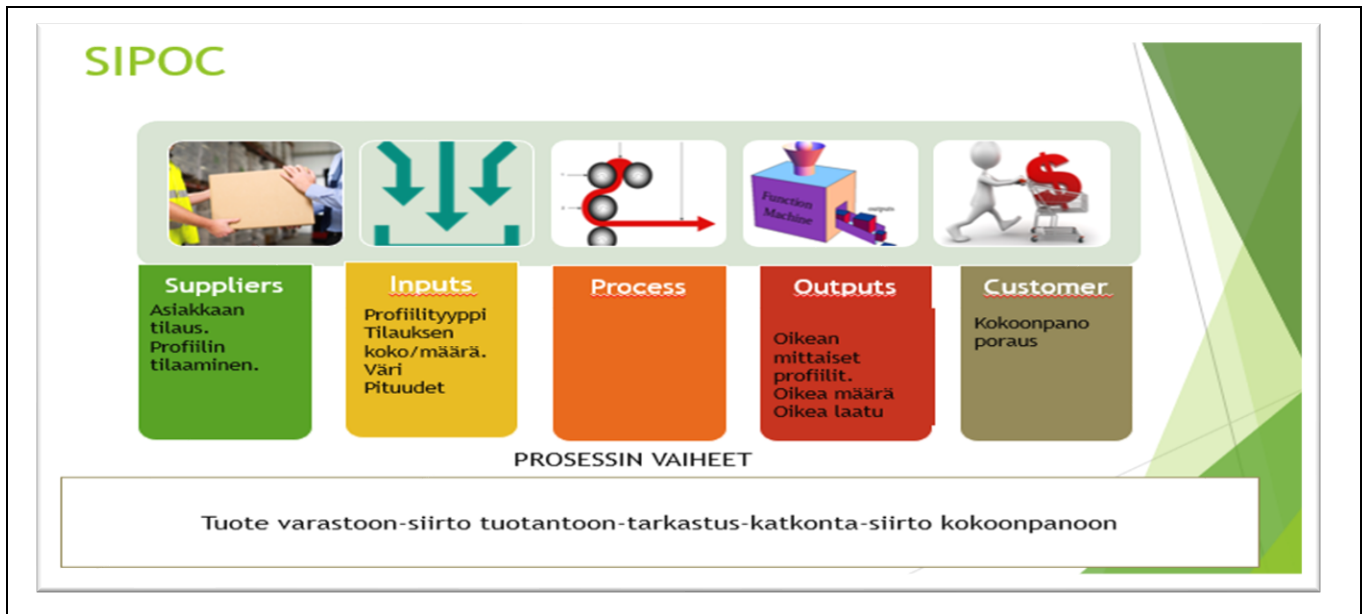 SIPOC
Function
Machine
outputs
Suppliers
Asiakkaan
tilaus.
Profiilin
tilaaminen.
Inputs
Profiilityyppi
Tilauksen
koko/määrä.
Väri
Pituudet
Process
Outputs
Oikean
mittaiset
profiilit.
Oikea määrä
Oikea laatu
Customer
Kokoonpano
poraus
PROSESSIN VAIHEET
Tuote varastoon-siirto tuotantoon-tarkastus-katkonta-siirto kokoonpanoon